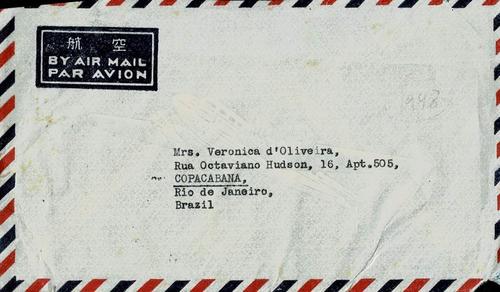 航 空
BY AIR MAIL
PAR AVION
948
Mrs. Veronica d'Oliveira,
Rua Octaviano Hudson, 16, Apt.505,
COPACABANA,
Rio de Janeiro,
Brazil